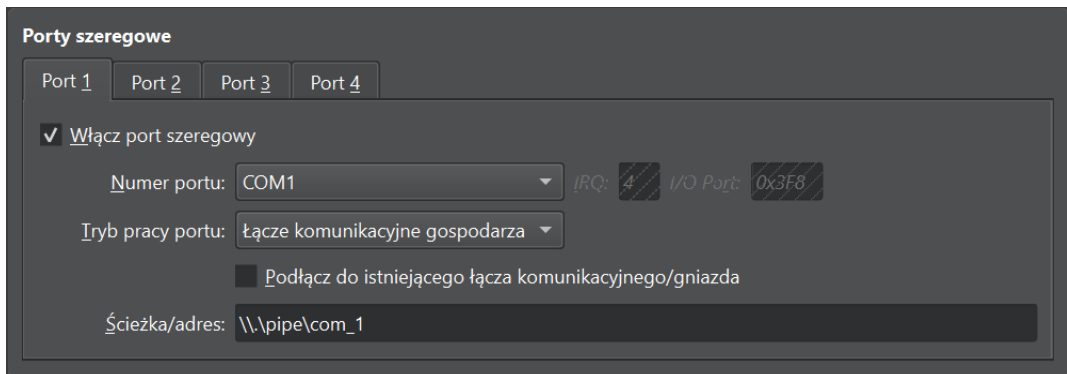 Porty szeregowe
Port 1 Port 2 Port 3 Port 4
Włącz port szeregowy
Numer portu: COM1 IRQ: 4 I/O Port: 0x3F8
Tryb pracy portu: Łącze komunikacyjne gospodarza
Podłącz do istniejącego łącza komunikacyjnego/gniazda
Ścieżka/adres: \\.\pipe\com_1